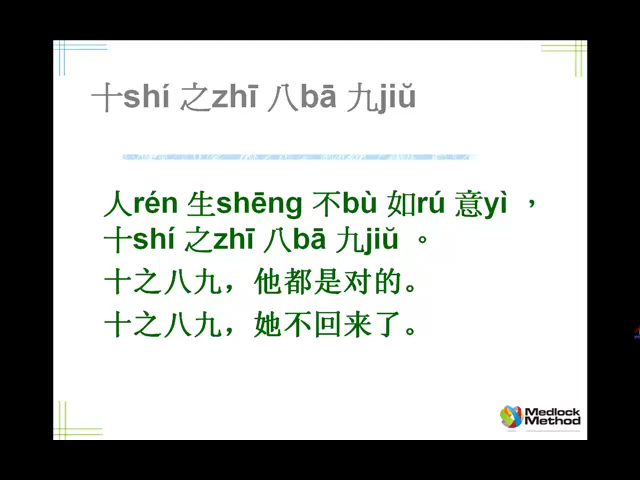 十shí 之zhī 八bā 九jiǔ
人rén 生shēng 不bù 如rú 意yì ，
十shí 之zhī 八bā 九jiǔ 。
十之八九，他都是对的。
十之八九，她不回来了。
Medlock
Method